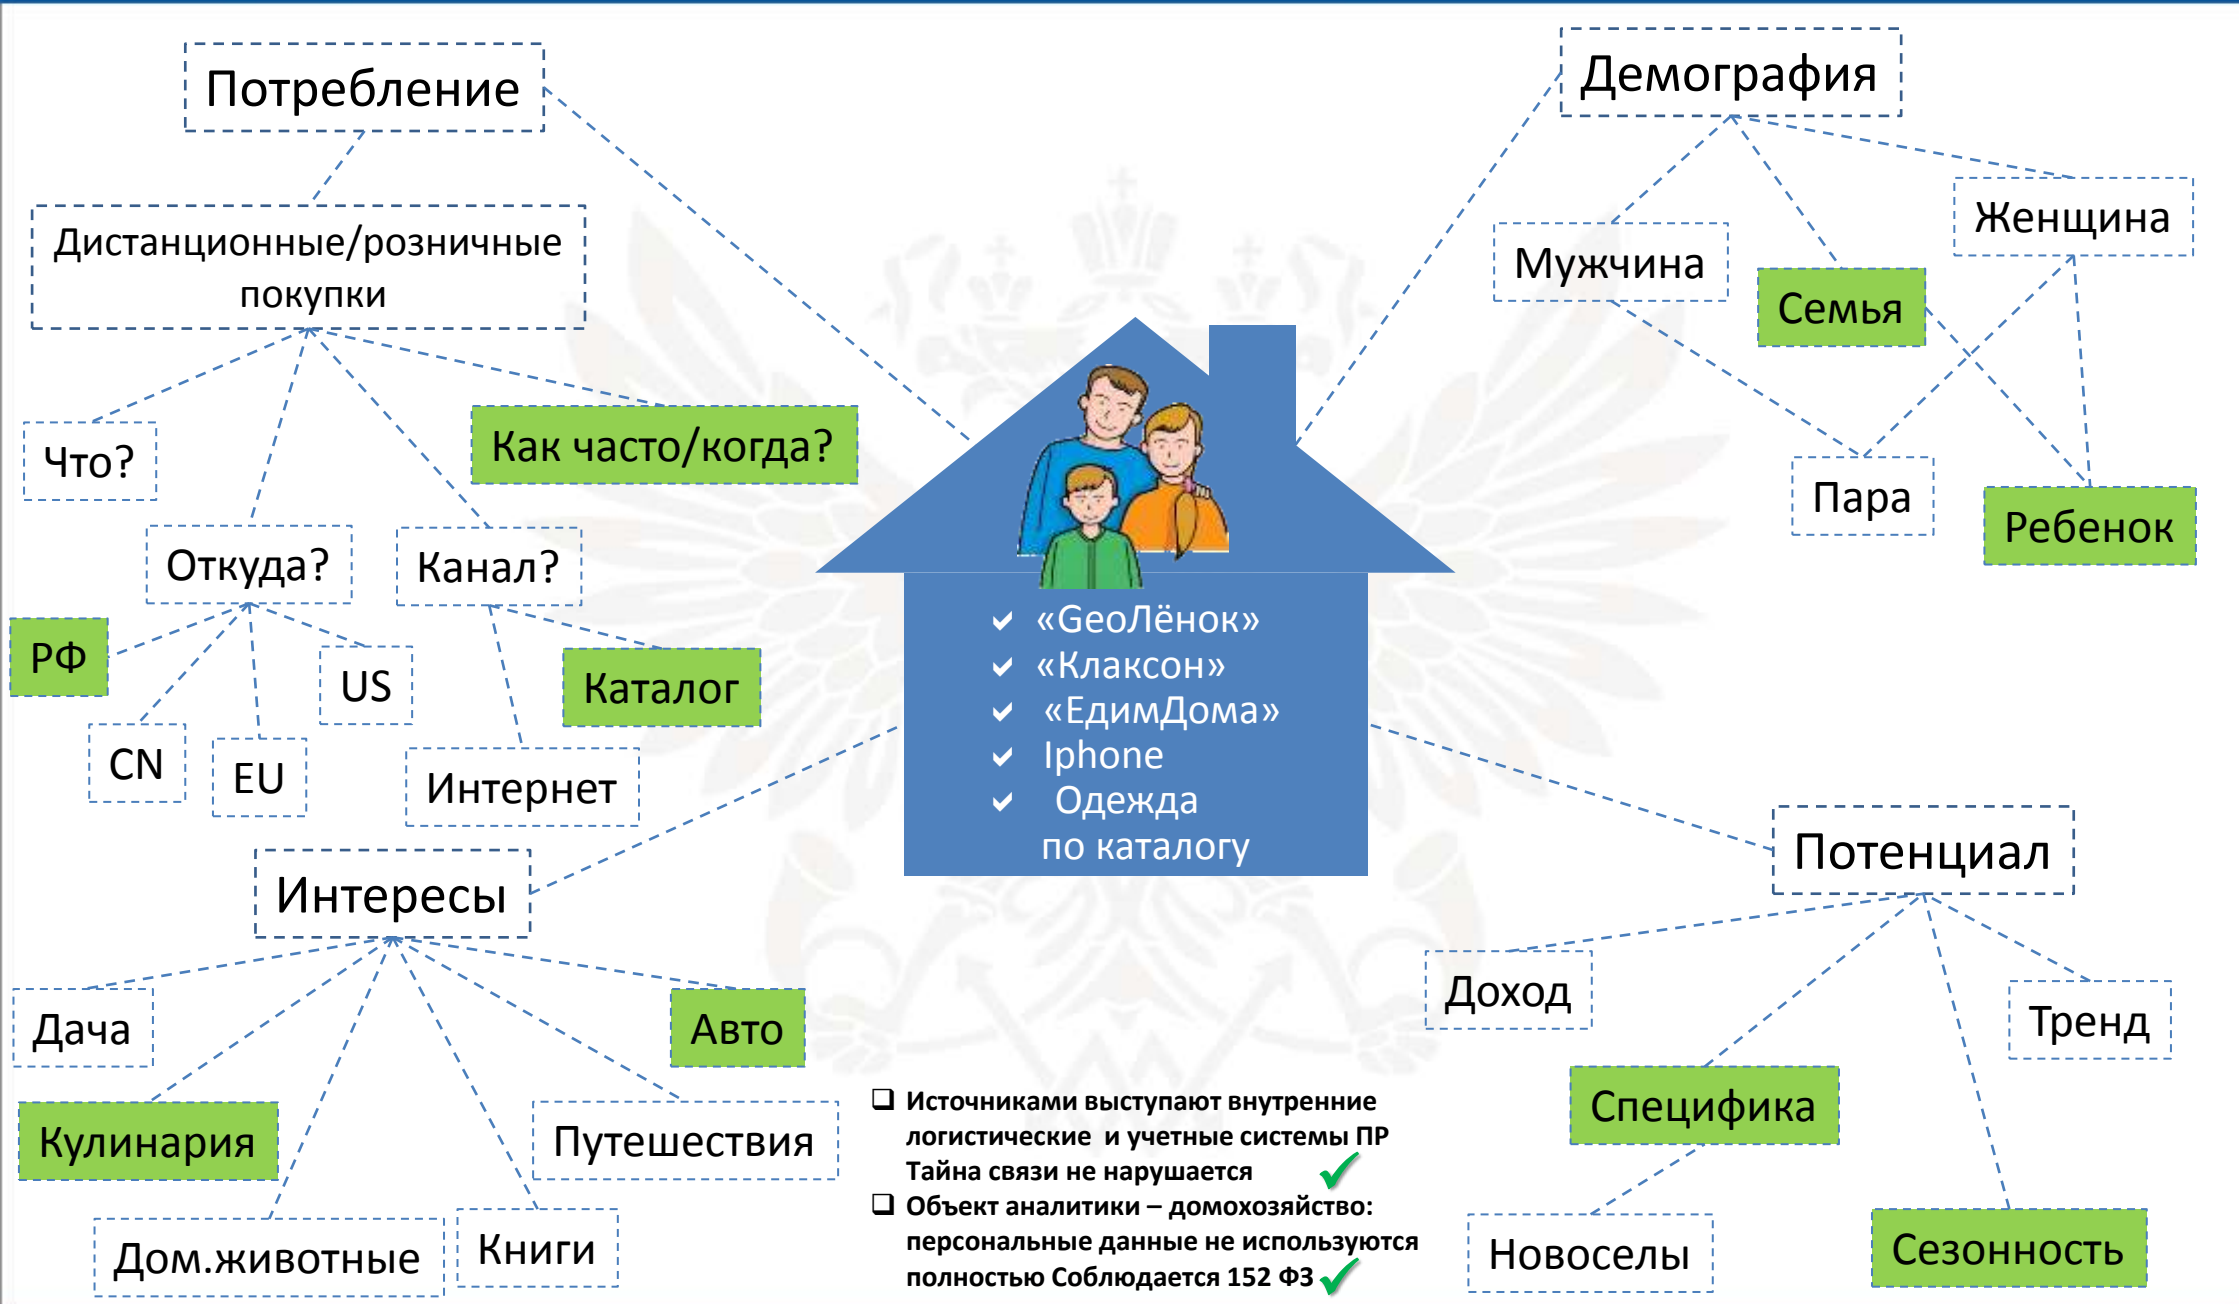 Потребление
Дистанционные/розничные
покупки
Что?
Как часто/когда?
Откуда?
Канал?
РФ
CN
EU
US
Каталог
Интернет
Демография
Мужчина
Семья
Женщина
Пара
Ребенок
«GeoЛёнок»
«Клаксон»
«ЕдимДома»
Iphone
Одежда
по каталогу
Интересы
Дача
Кулинария
Дом.животные
Книги
Путешествия
Авто
Потенциал
Доход
Специфика
Тренд
Новоселы
Сезонность
Источниками выступают внутренние
логистические и учетные системы ПР
Тайна связи не нарушается
Объект аналитики – домохозяйство:
персональные данные не используются
полностью Соблюдается 152 ФЗ